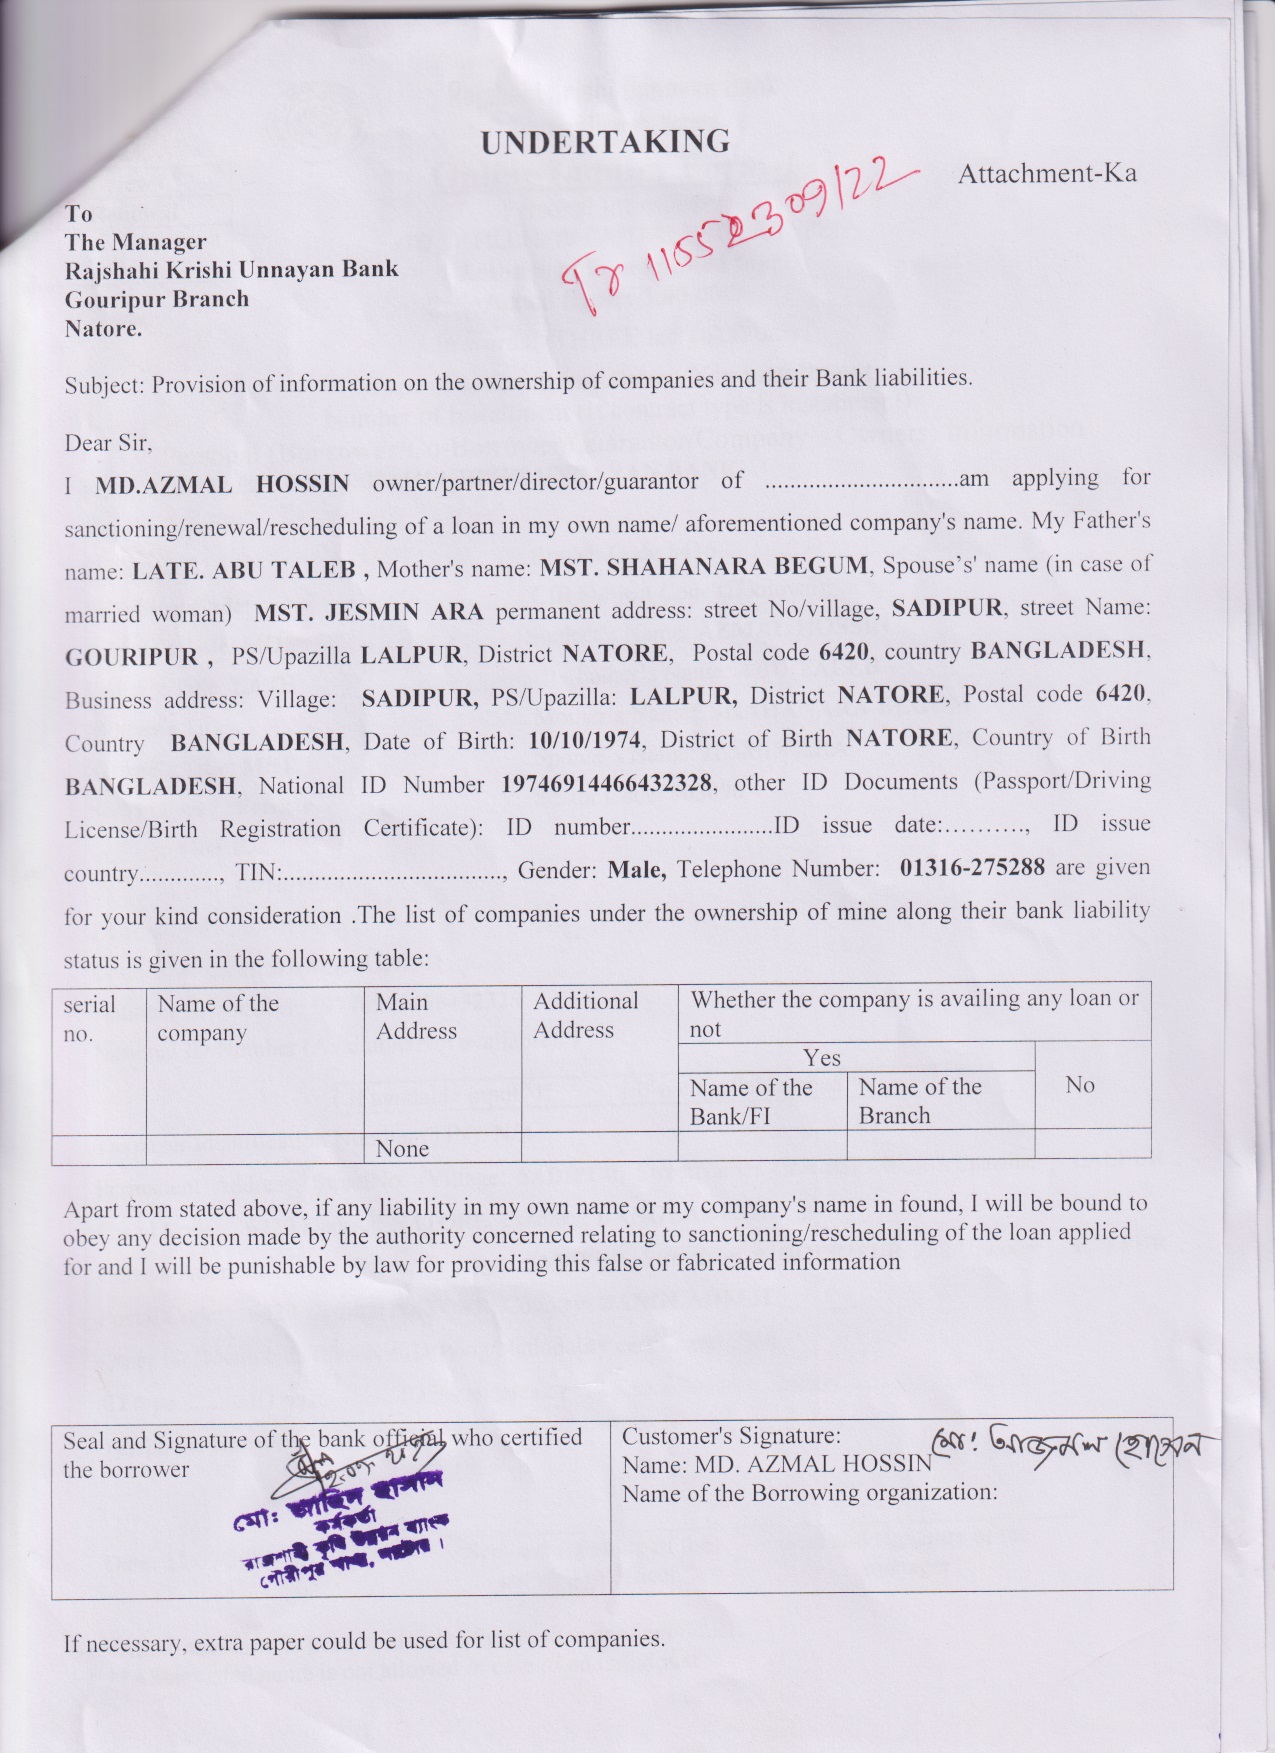 UNDERTAKING
Attachment-Ka
To
The Manager
Rajshahi Krishi Unnayan Bank
Gouripur Branch
Natore.
Subject: Provision of information on the ownership of companies and their Bank liabilities.
Dear Sir,
I MD.AZMAL HOSSIN owner/partner/director/guarantor of ...............................am applying for
sanctioning/renewal/rescheduling of a loan in my own name/ aforementioned company's name. My Father's
name: LATE. ABU TALEB , Mother's name: MST. SHAHANARA BEGUM, Spouse’s' name (in case of
married woman) MST. JESMIN ARA permanent address: street No/village, SADIPUR, street Name:
GOURIPUR , PS/Upazilla LALPUR, District NATORE, Postal code 6420, country BANGLADESH,
Business address: Village: SADIPUR, PS/Upazilla: LALPUR, District NATORE, Postal code 6420,
Country BANGLADESH, Date of Birth: 10/10/1974, District of Birth NATORE, Country of Birth
BANGLADESH, National ID Number 19746914466432328, other ID Documents (Passport/Driving
License/Birth Registration Certificate): ID number.......................ID issue date:.........., ID issue
country............., TIN:..................................., Gender: Male, Telephone Number: 01316-275288 are given
for your kind consideration .The list of companies under the ownership of mine along their bank liability
status is given in the following table:
serial no.
Name of the company
Main Address
Additional Address
Whether the company is availing any loan or not
Yes
No
Name of the Bank/FI
Name of the Branch
None
Apart from stated above, if any liability in my own name or my company's name in found, I will be bound to
obey any decision made by the authority concerned relating to sanctioning/rescheduling of the loan applied
for and I will be punishable by law for providing this false or fabricated information
Seal and Signature of the bank official who certified
the borrower
মো: জাহিদ হাসান
কর্মকর্তা
রাজশাহী কৃষি উন্নয়ন ব্যাংক
গৌরীপুর শাখা, নাটোর।
Customer's Signature: মো: আজমল হোসেন
Name: MD. AZMAL HOSSIN
Name of the Borrowing organization:
If necessary, extra paper could be used for list of companies.